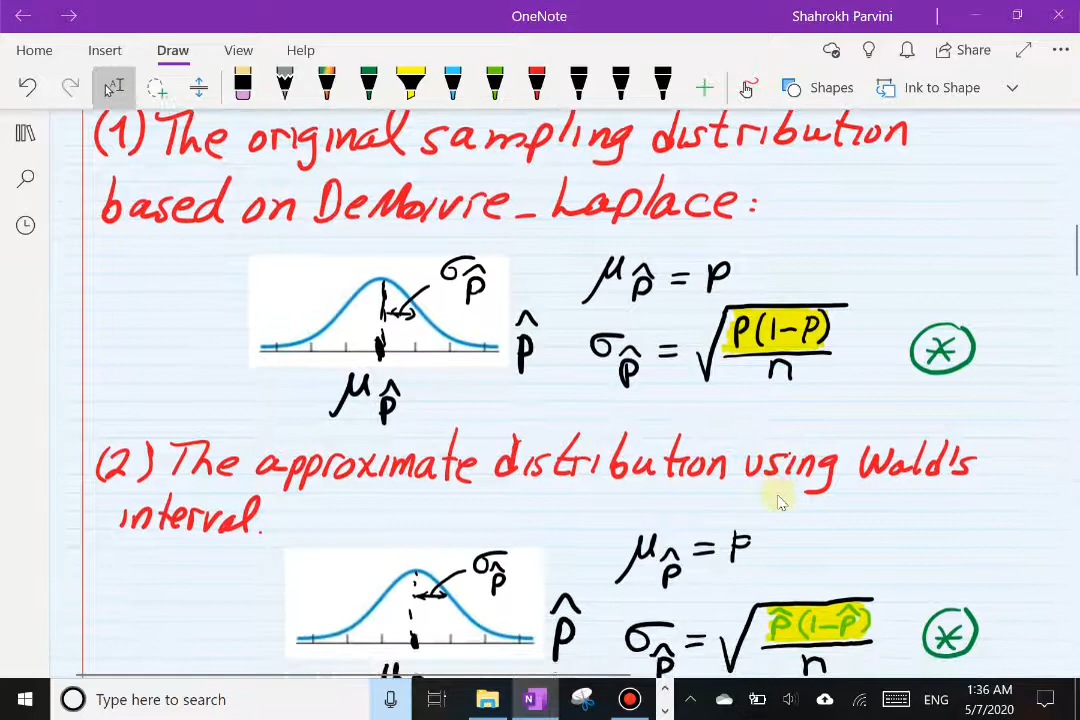 OneNote
Shahrokh Parvini
Home Insert Draw View Help
Share
Shapes
Ink to Shape
(1) The original sampling distribution
based on DeMoivre-Laplace:
σp̂
μp̂ = p
σp̂ = √(p(1-p)/n) *
p̂
μp̂
(2) The approximate distribution using Wald's
interval.
σp̂
μp̂ = p
p̂
σp̂ = √(p̂(1-p̂)/n) *
Type here to search
ENG
1:36 AM
5/7/2020